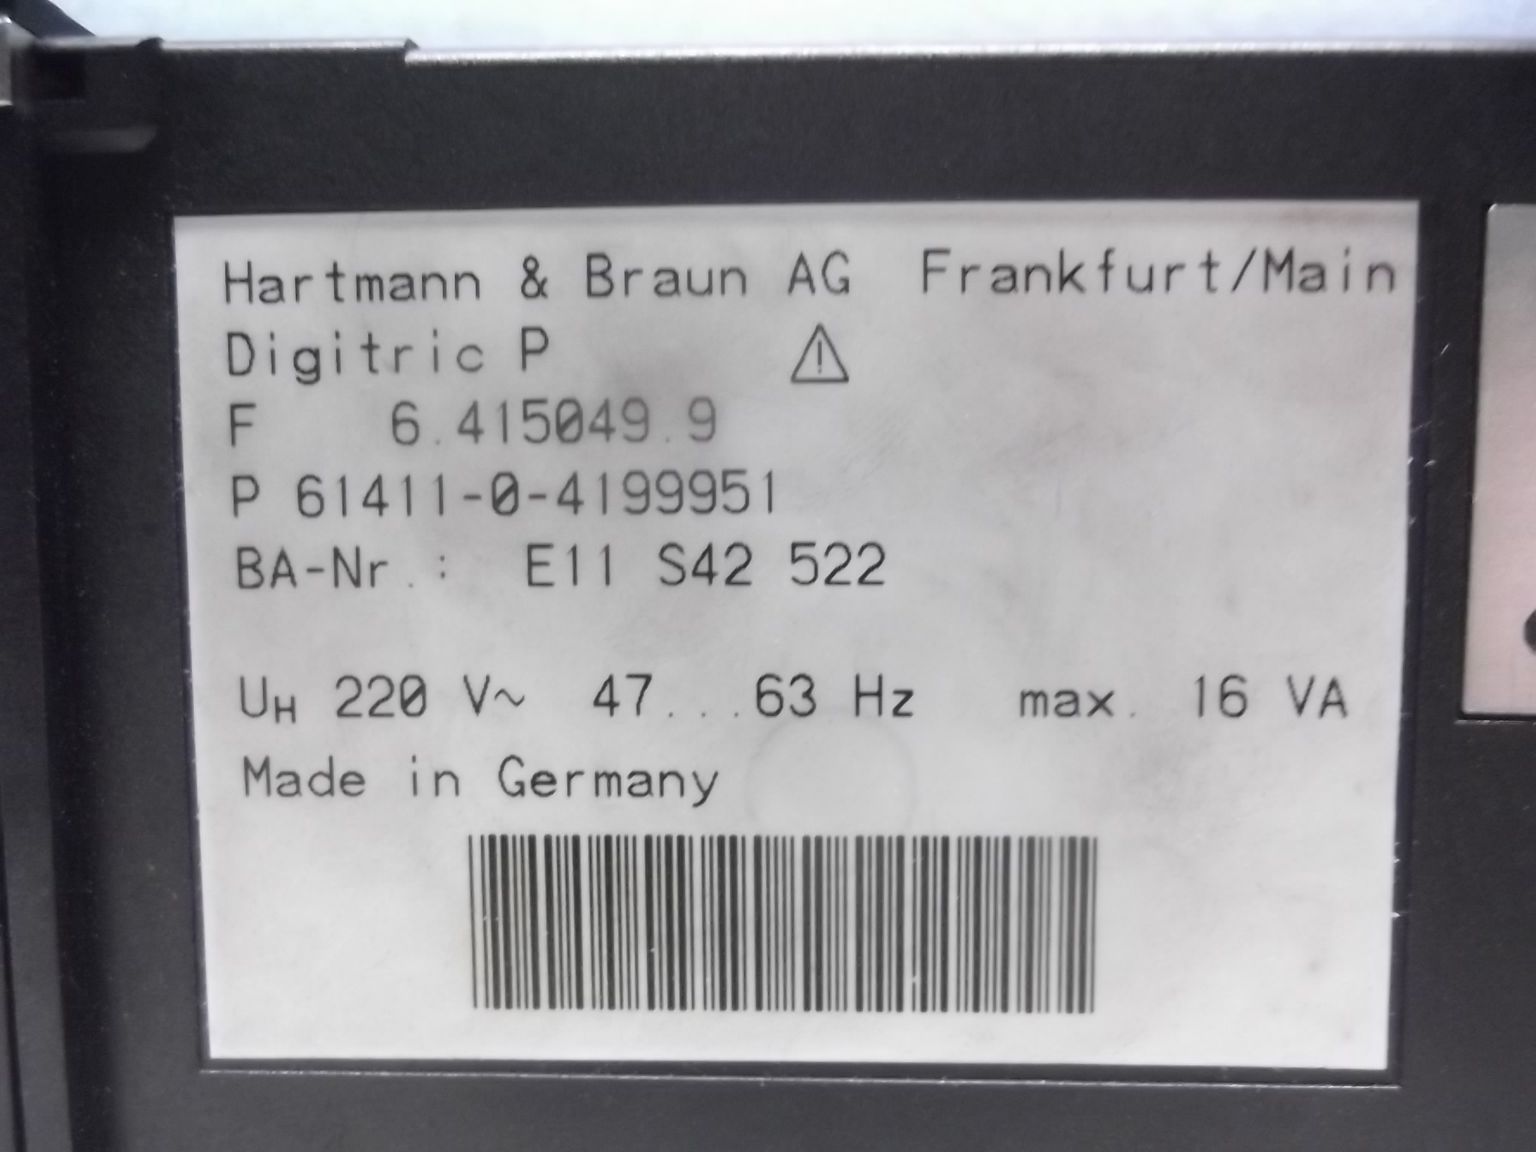 Hartmann & Braun AG Frankfurt/Main
Digitric P
F 6.415049.9
P 61411-0-4199951
BA-Nr.: E11 S42 522
UH 220 V~ 47...63 Hz max. 16 VA
Made in Germany